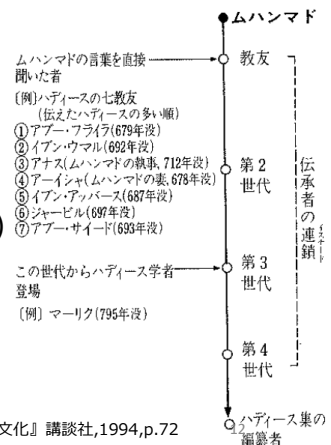 ムハンマド
ムハンマドの言葉を直接
聞いた者
教友
〔例〕ハディースの七教友
(伝えたハディースの多い順)
①アブー・フライラ(679年没)
②イブン・ウマル(692年没)
③アナス(ムハンマドの執事, 712年没)
④アーイシャ(ムハンマドの妻, 678年没)
⑤イブン・アッバース(687年没)
⑥ジャービル(697年没)
⑦アブー・サイード(693年没)
第2
世代
伝承者の連鎖
イスナード
この世代からハディース学者
登場
〔例〕マーリク(795年没)
第3
世代
第4
世代
ハディース集の
編纂者
12
文化』講談社,1994,p.72